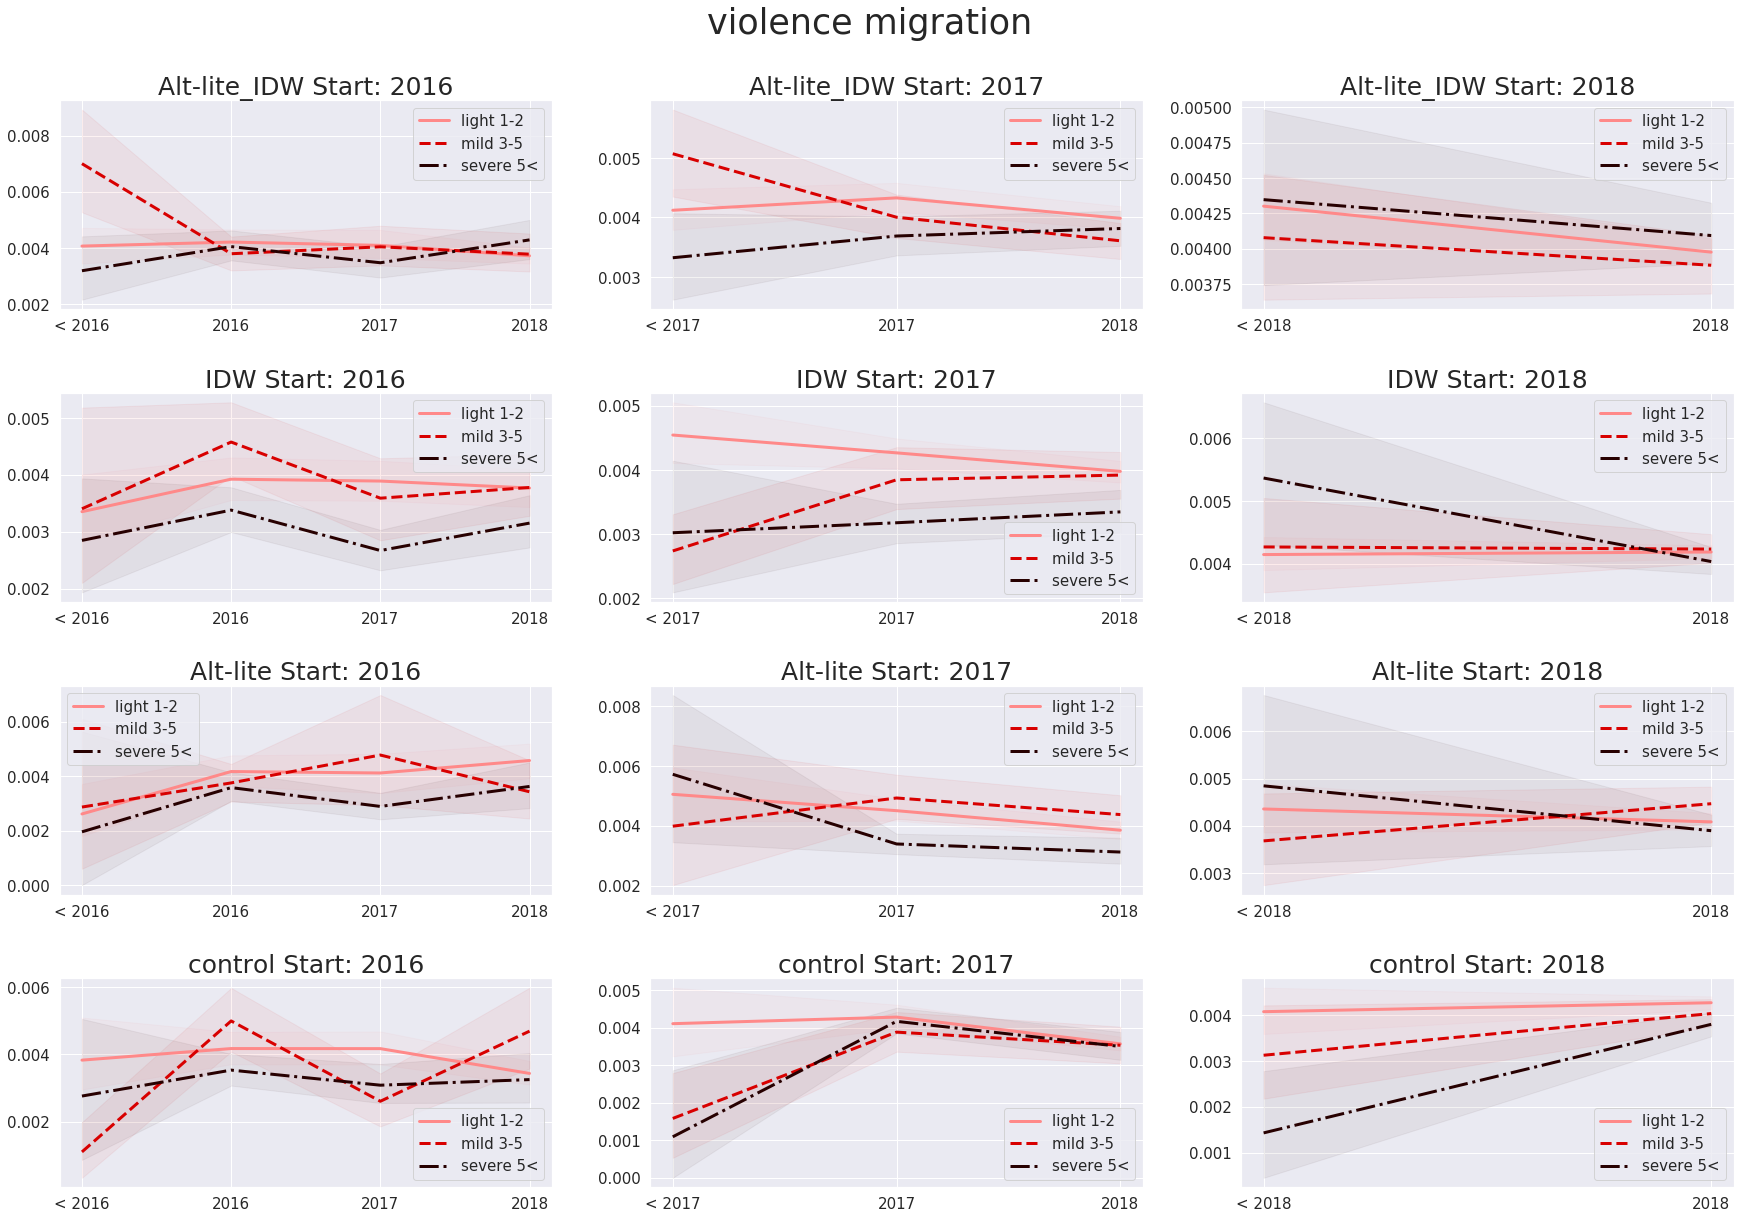 violence migration
Alt-lite_IDW Start: 2016
0.008
0.006
0.004
0.002
< 2016
2016
2017
2018
light 1-2
mild 3-5
severe 5<
Alt-lite_IDW Start: 2017
0.005
0.004
0.003
< 2017
2017
2018
light 1-2
mild 3-5
severe 5<
Alt-lite_IDW Start: 2018
0.00500
0.00475
0.00450
0.00425
0.00400
0.00375
< 2018
2018
light 1-2
mild 3-5
severe 5<
IDW Start: 2016
0.005
0.004
0.003
0.002
< 2016
2016
2017
2018
light 1-2
mild 3-5
severe 5<
IDW Start: 2017
0.005
0.004
0.003
0.002
< 2017
2017
2018
light 1-2
mild 3-5
severe 5<
IDW Start: 2018
0.006
0.005
0.004
< 2018
2018
light 1-2
mild 3-5
severe 5<
Alt-lite Start: 2016
0.006
0.004
0.002
0.000
< 2016
2016
2017
2018
light 1-2
mild 3-5
severe 5<
Alt-lite Start: 2017
0.008
0.006
0.004
0.002
< 2017
2017
2018
light 1-2
mild 3-5
severe 5<
Alt-lite Start: 2018
0.006
0.005
0.004
0.003
< 2018
2018
light 1-2
mild 3-5
severe 5<
control Start: 2016
0.006
0.004
0.002
< 2016
2016
2017
2018
light 1-2
mild 3-5
severe 5<
control Start: 2017
0.005
0.004
0.003
0.002
0.001
0.000
< 2017
2017
2018
light 1-2
mild 3-5
severe 5<
control Start: 2018
0.004
0.003
0.002
0.001
< 2018
2018
light 1-2
mild 3-5
severe 5<